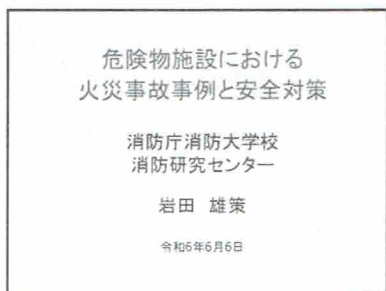 危険物施設における
火災事故事例と安全対策
消防庁消防大学校
消防研究センター
岩田 雄策
令和6年6月6日